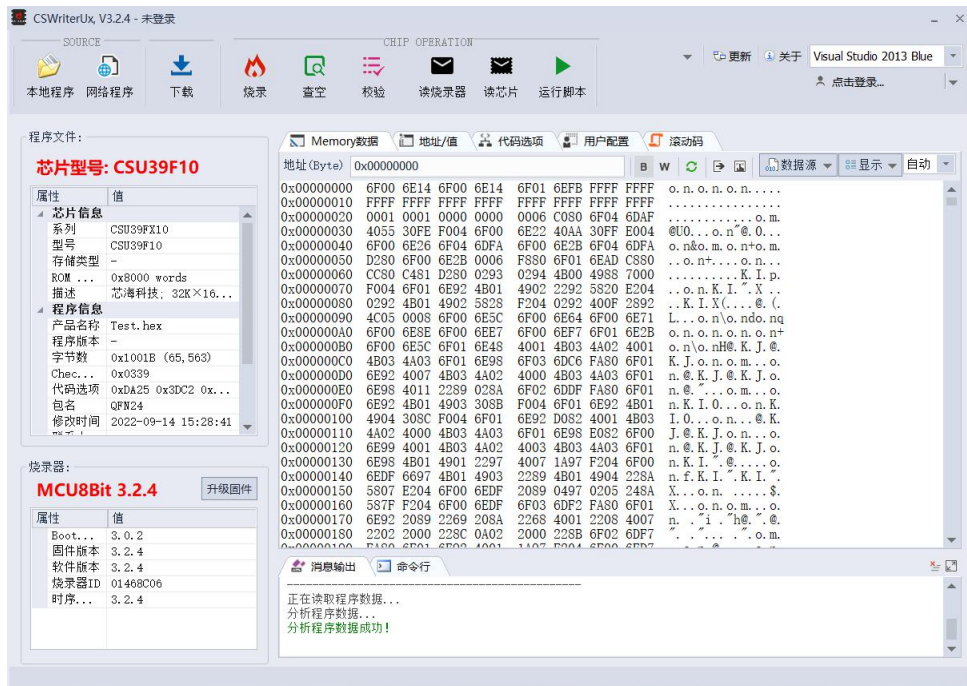 CSWriterUx, V3.2.4 - 未登录
SOURCE
CHIP OPERATION
本地程序 网络程序 下载 烧录 查空 校验 读烧录器 读芯片 运行脚本
更新 关于 Visual Studio 2013 Blue
点击登录...
程序文件:
芯片型号: CSU39F10
属性 值
芯片信息
系列 CSU39FX10
型号 CSU39F10
存储类型 -
ROM ... 0x8000 words
描述 芯海科技; 32K×16...
程序信息
产品名称 Test.hex
程序版本 -
字节数 0x1001B (65,563)
Chec... 0x0339
代码选项 0xDA25 0x3DC2 0x...
包名 QFN24
修改时间 2022-09-14 15:28:41
烧录器:
MCU8Bit 3.2.4 升级固件
属性 值
Boot... 3.0.2
固件版本 3.2.4
软件版本 3.2.4
烧录器ID 01468C06
时序... 3.2.4
Memory数据 地址/值 代码选项 用户配置 滚动码
地址(Byte) 0x00000000 B W 数据源 显示 自动
0x00000000 6F00 6E14 6F00 6E14 6F01 6EFB FFFF FFFF o.n.o.n.o.n.....
0x00000010 FFFF FFFF FFFF FFFF FFFF FFFF FFFF FFFF ................
0x00000020 0001 0001 0000 0000 0006 C080 6F04 6DAF ............o.m.
0x00000030 4055 30FE F004 6F00 6E22 40AA 30FF E004 @U0...o.n"@.0...
0x00000040 6F00 6E26 6F04 6DFA 6F00 6E2B 6F04 6DFA o.n&o.m.o.n+o.m.
0x00000050 D280 6F00 6E2B 0006 F880 6F01 6EAD C880 ..o.n+....o.n...
0x00000060 CC80 C481 D280 0293 0294 4B00 4988 7000 ..........K.I.p.
0x00000070 F004 6F01 6E92 4B01 4902 2292 5820 E204 ..o.n.K.I.".X ..
0x00000080 0292 4B01 4902 5828 F204 0292 400F 2892 ..K.I.X(....@.(.
0x00000090 4C05 0008 6F00 6E5C 6F00 6E64 6F00 6E71 L...o.n\o.ndo.nq
0x000000A0 6F00 6E8E 6F00 6EE7 6F00 6EF7 6F01 6E2B o.n.o.n.o.n.o.n+
0x000000B0 6F00 6E5C 6F01 6E48 4001 4B03 4A02 4001 o.n\o.nH@.K.J.@.
0x000000C0 4B03 4A03 6F01 6E98 6F03 6DC6 FA80 6F01 K.J.o.n.o.m...o.
0x000000D0 6E92 4007 4B03 4A02 4000 4B03 4A03 6F01 n.@.K.J.@.K.J.o.
0x000000E0 6E98 4011 2289 028A 6F02 6DDF FA80 6F01 n.@."...o.m...o.
0x000000F0 6E92 4B01 4903 308B F004 6F01 6E92 4B01 n.K.I.0...o.n.K.
0x00000100 4904 308C F004 6F01 6E92 D082 4001 4B03 I.0...o.n...@.K.
0x00000110 4A02 4000 4B03 4A03 6F01 6E98 E082 6F00 J.@.K.J.o.n...o.
0x00000120 6E99 4001 4B03 4A02 4003 4B03 4A03 6F01 n.@.K.J.@.K.J.o.
0x00000130 6E98 4B01 4901 2297 4007 1A97 F204 6F00 n.K.I.".@.....o.
0x00000140 6EDF 6697 4B01 4903 2289 4B01 4904 228A n.f.K.I.".K.I.".
0x00000150 5807 E204 6F00 6EDF 2089 0497 0205 248A X...o.n. .....$.
0x00000160 587F F204 6F00 6EDF 6F03 6DF2 FA80 6F01 X...o.n.o.m...o.
0x00000170 6E92 2089 2269 208A 2268 4001 2208 4007 n. ."i ."h@.".@.
0x00000180 2202 2000 228C 0A02 2000 228B 6F02 6DF7 ". ."... .".o.m.
消息输出 命令行
正在读取程序数据...
分析程序数据...
分析程序数据成功!